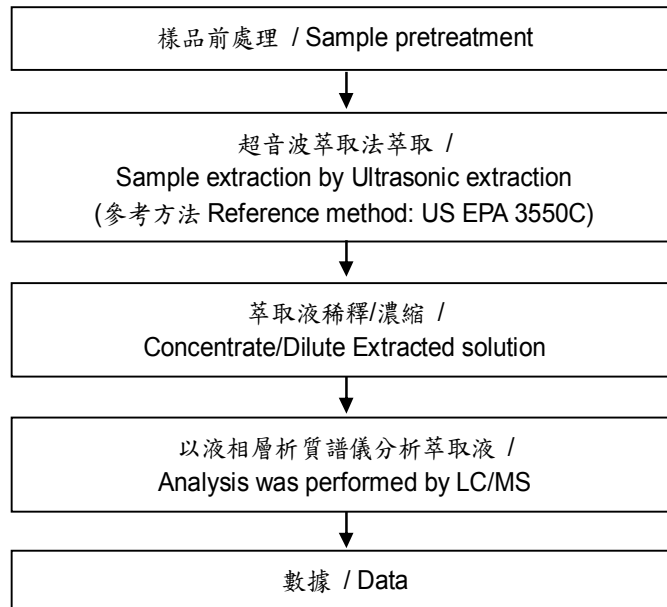 樣品前處理 / Sample pretreatment
超音波萃取法萃取 /
Sample extraction by Ultrasonic extraction
(參考方法 Reference method: US EPA 3550C)
萃取液稀釋/濃縮 /
Concentrate/Dilute Extracted solution
以液相層析質譜儀分析萃取液 /
Analysis was performed by LC/MS
數據 / Data